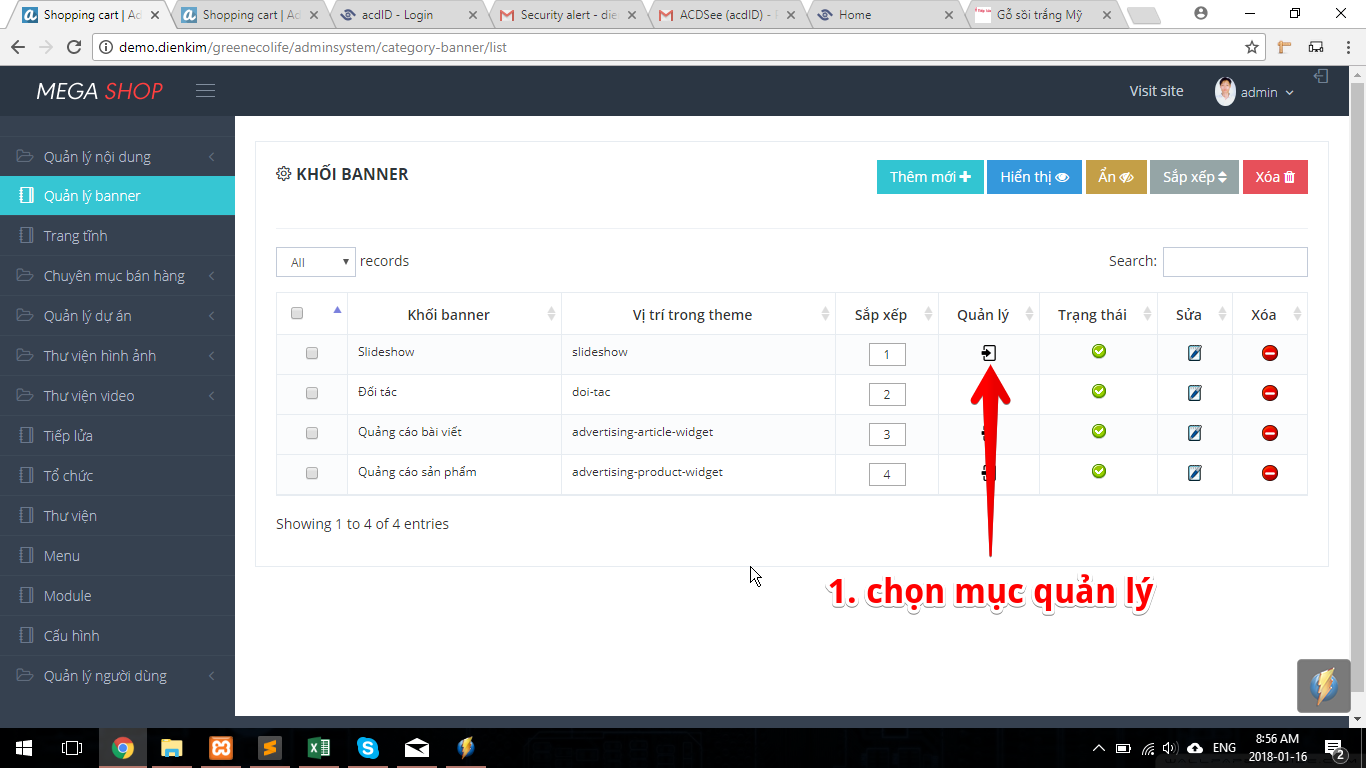 Shopping cart | Ad
Shopping cart | Ad
acdID - Login
Security alert - die
ACDSee (acdID) -
Home
Gỗ sồi trắng Mỹ
demo.dienkim/greenecolife/adminsystem/category-banner/list
MEGA SHOP
Visit site
admin
Quản lý nội dung
Quản lý banner
Trang tĩnh
Chuyên mục bán hàng
Quản lý dự án
Thư viện hình ảnh
Thư viện video
Tiếp lửa
Tổ chức
Thư viện
Menu
Module
Cấu hình
Quản lý người dùng
KHỐI BANNER
Thêm mới
Hiển thị
Ẩn
Sắp xếp
Xóa
All records
Search:
Khối banner Vị trí trong theme Sắp xếp Quản lý Trạng thái Sửa Xóa
Slideshow slideshow 1
Đối tác doi-tac 2
Quảng cáo bài viết advertising-article-widget 3
Quảng cáo sản phẩm advertising-product-widget 4
Showing 1 to 4 of 4 entries
1. chọn mục quản lý
ENG
8:56 AM
2018-01-16
2